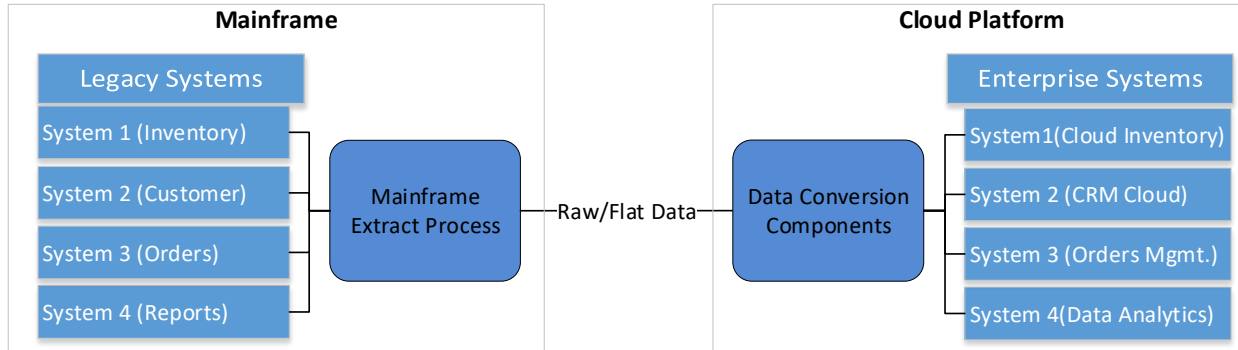 Mainframe
Legacy Systems
System 1 (Inventory)
System 2 (Customer)
System 3 (Orders)
System 4 (Reports)
Mainframe
Extract Process
Raw/Flat Data
Cloud Platform
Data Conversion
Components
Enterprise Systems
System1(Cloud Inventory)
System 2 (CRM Cloud)
System 3 (Orders Mgmt.)
System 4(Data Analytics)